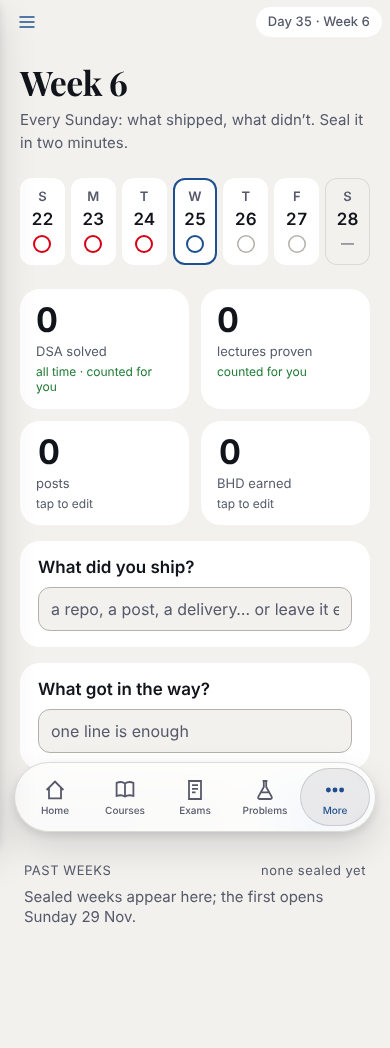 Day 35 · Week 6
Week 6
Every Sunday: what shipped, what didn't. Seal it
in two minutes.
S M T W T F S
22 23 24 25 26 27 28
0
DSA solved
all time · counted for
you
0
lectures proven
counted for you
0
posts
tap to edit
0
BHD earned
tap to edit
What did you ship?
a repo, a post, a delivery... or leave it e
What got in the way?
one line is enough
Home Courses Exams Problems More
PAST WEEKS none sealed yet
Sealed weeks appear here; the first opens
Sunday 29 Nov.